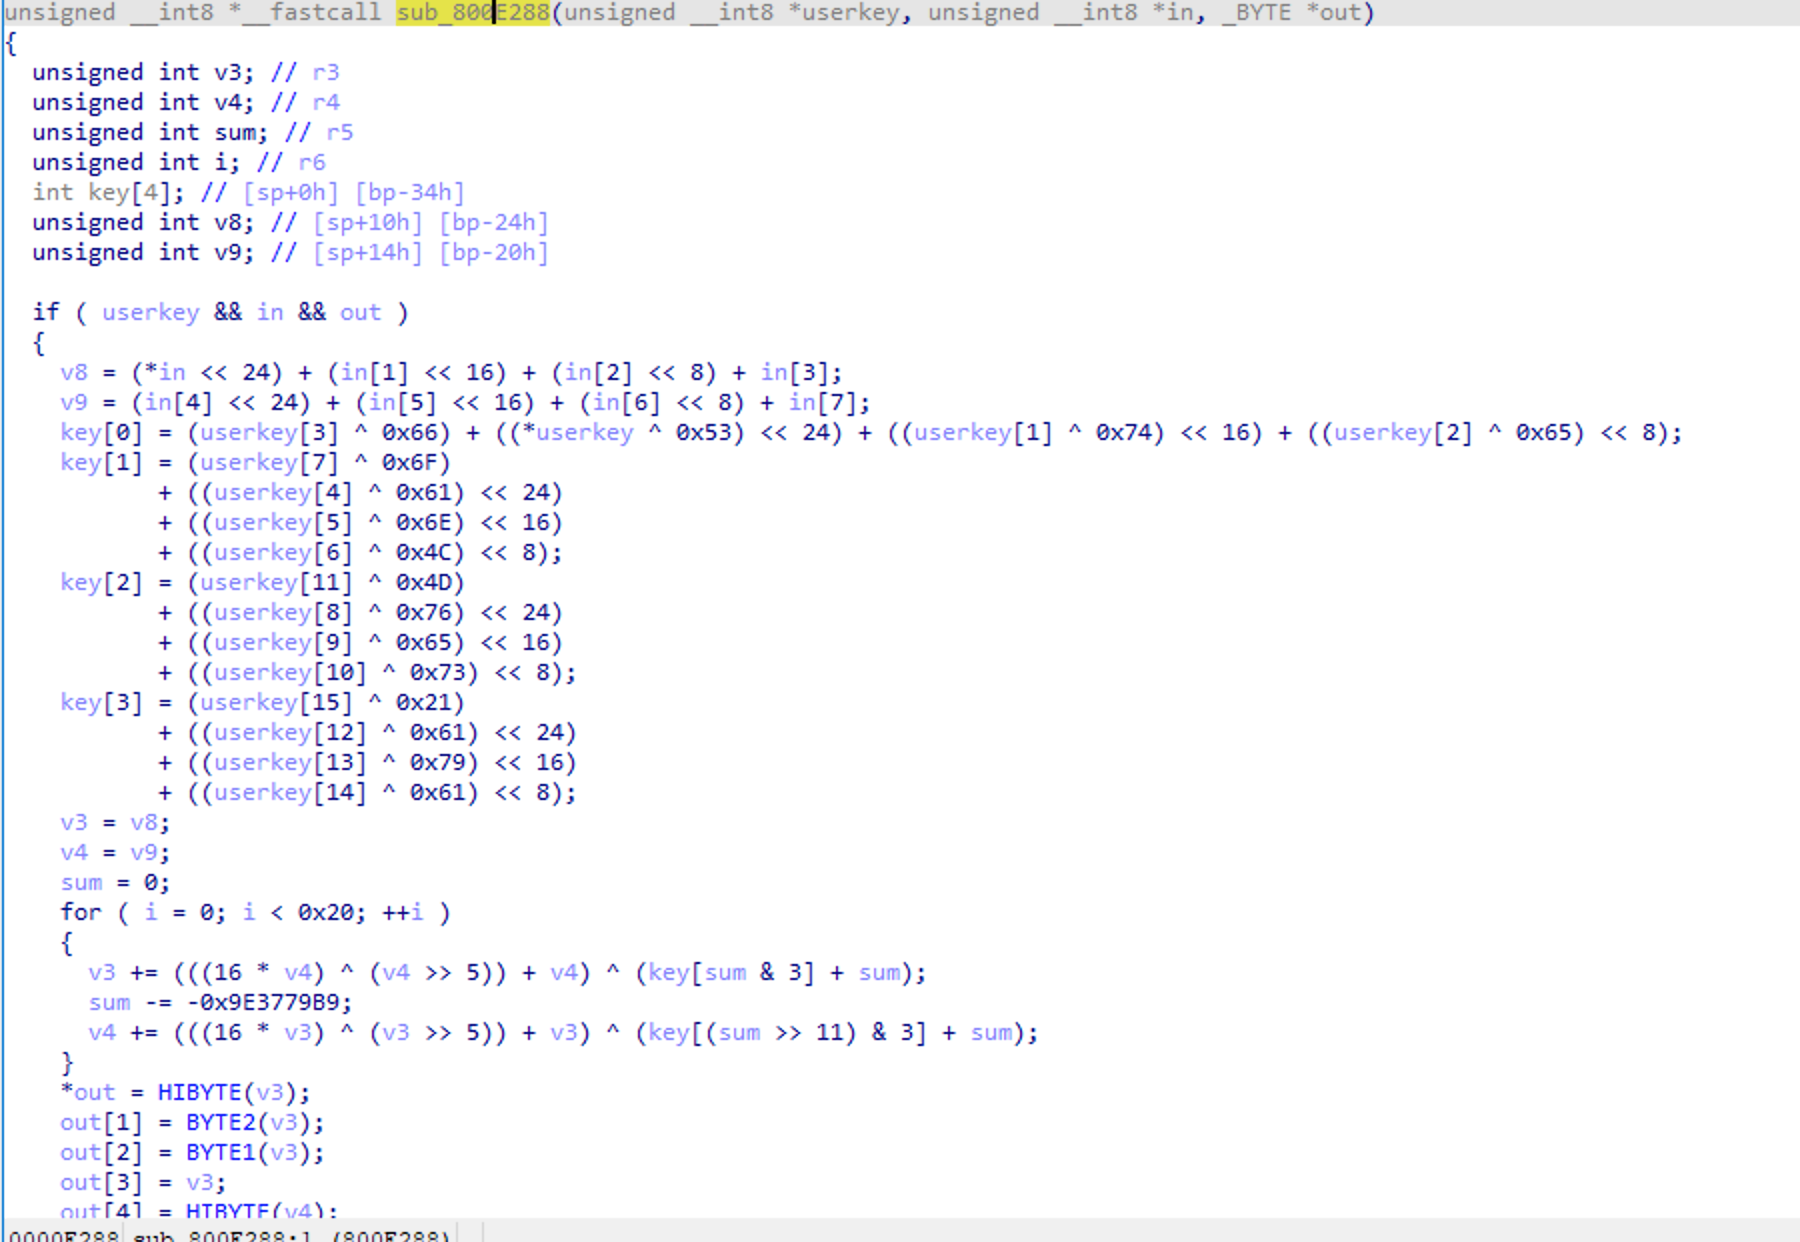 unsigned __int8 *__fastcall sub_800E288(unsigned __int8 *userkey, unsigned __int8 *in, _BYTE *out)
{
unsigned int v3; // r3
unsigned int v4; // r4
unsigned int sum; // r5
unsigned int i; // r6
int key[4]; // [sp+0h] [bp-34h]
unsigned int v8; // [sp+10h] [bp-24h]
unsigned int v9; // [sp+14h] [bp-20h]
if ( userkey && in && out )
{
v8 = (*in << 24) + (in[1] << 16) + (in[2] << 8) + in[3];
v9 = (in[4] << 24) + (in[5] << 16) + (in[6] << 8) + in[7];
key[0] = (userkey[3] ^ 0x66) + ((*userkey ^ 0x53) << 24) + ((userkey[1] ^ 0x74) << 16) + ((userkey[2] ^ 0x65) << 8);
key[1] = (userkey[7] ^ 0x6F)
+ ((userkey[4] ^ 0x61) << 24)
+ ((userkey[5] ^ 0x6E) << 16)
+ ((userkey[6] ^ 0x4C) << 8);
key[2] = (userkey[11] ^ 0x4D)
+ ((userkey[8] ^ 0x76) << 24)
+ ((userkey[9] ^ 0x65) << 16)
+ ((userkey[10] ^ 0x73) << 8);
key[3] = (userkey[15] ^ 0x21)
+ ((userkey[12] ^ 0x61) << 24)
+ ((userkey[13] ^ 0x79) << 16)
+ ((userkey[14] ^ 0x61) << 8);
v3 = v8;
v4 = v9;
sum = 0;
for ( i = 0; i < 0x20; ++i )
{
v3 += (((16 * v4) ^ (v4 >> 5)) + v4) ^ (key[sum & 3] + sum);
sum -= -0x9E3779B9;
v4 += (((16 * v3) ^ (v3 >> 5)) + v3) ^ (key[(sum >> 11) & 3] + sum);
}
*out = HIBYTE(v3);
out[1] = BYTE2(v3);
out[2] = BYTE1(v3);
out[3] = v3;
out[4] = HIBYTE(v4);
0000E288 sub_800E288:1 (800E288)